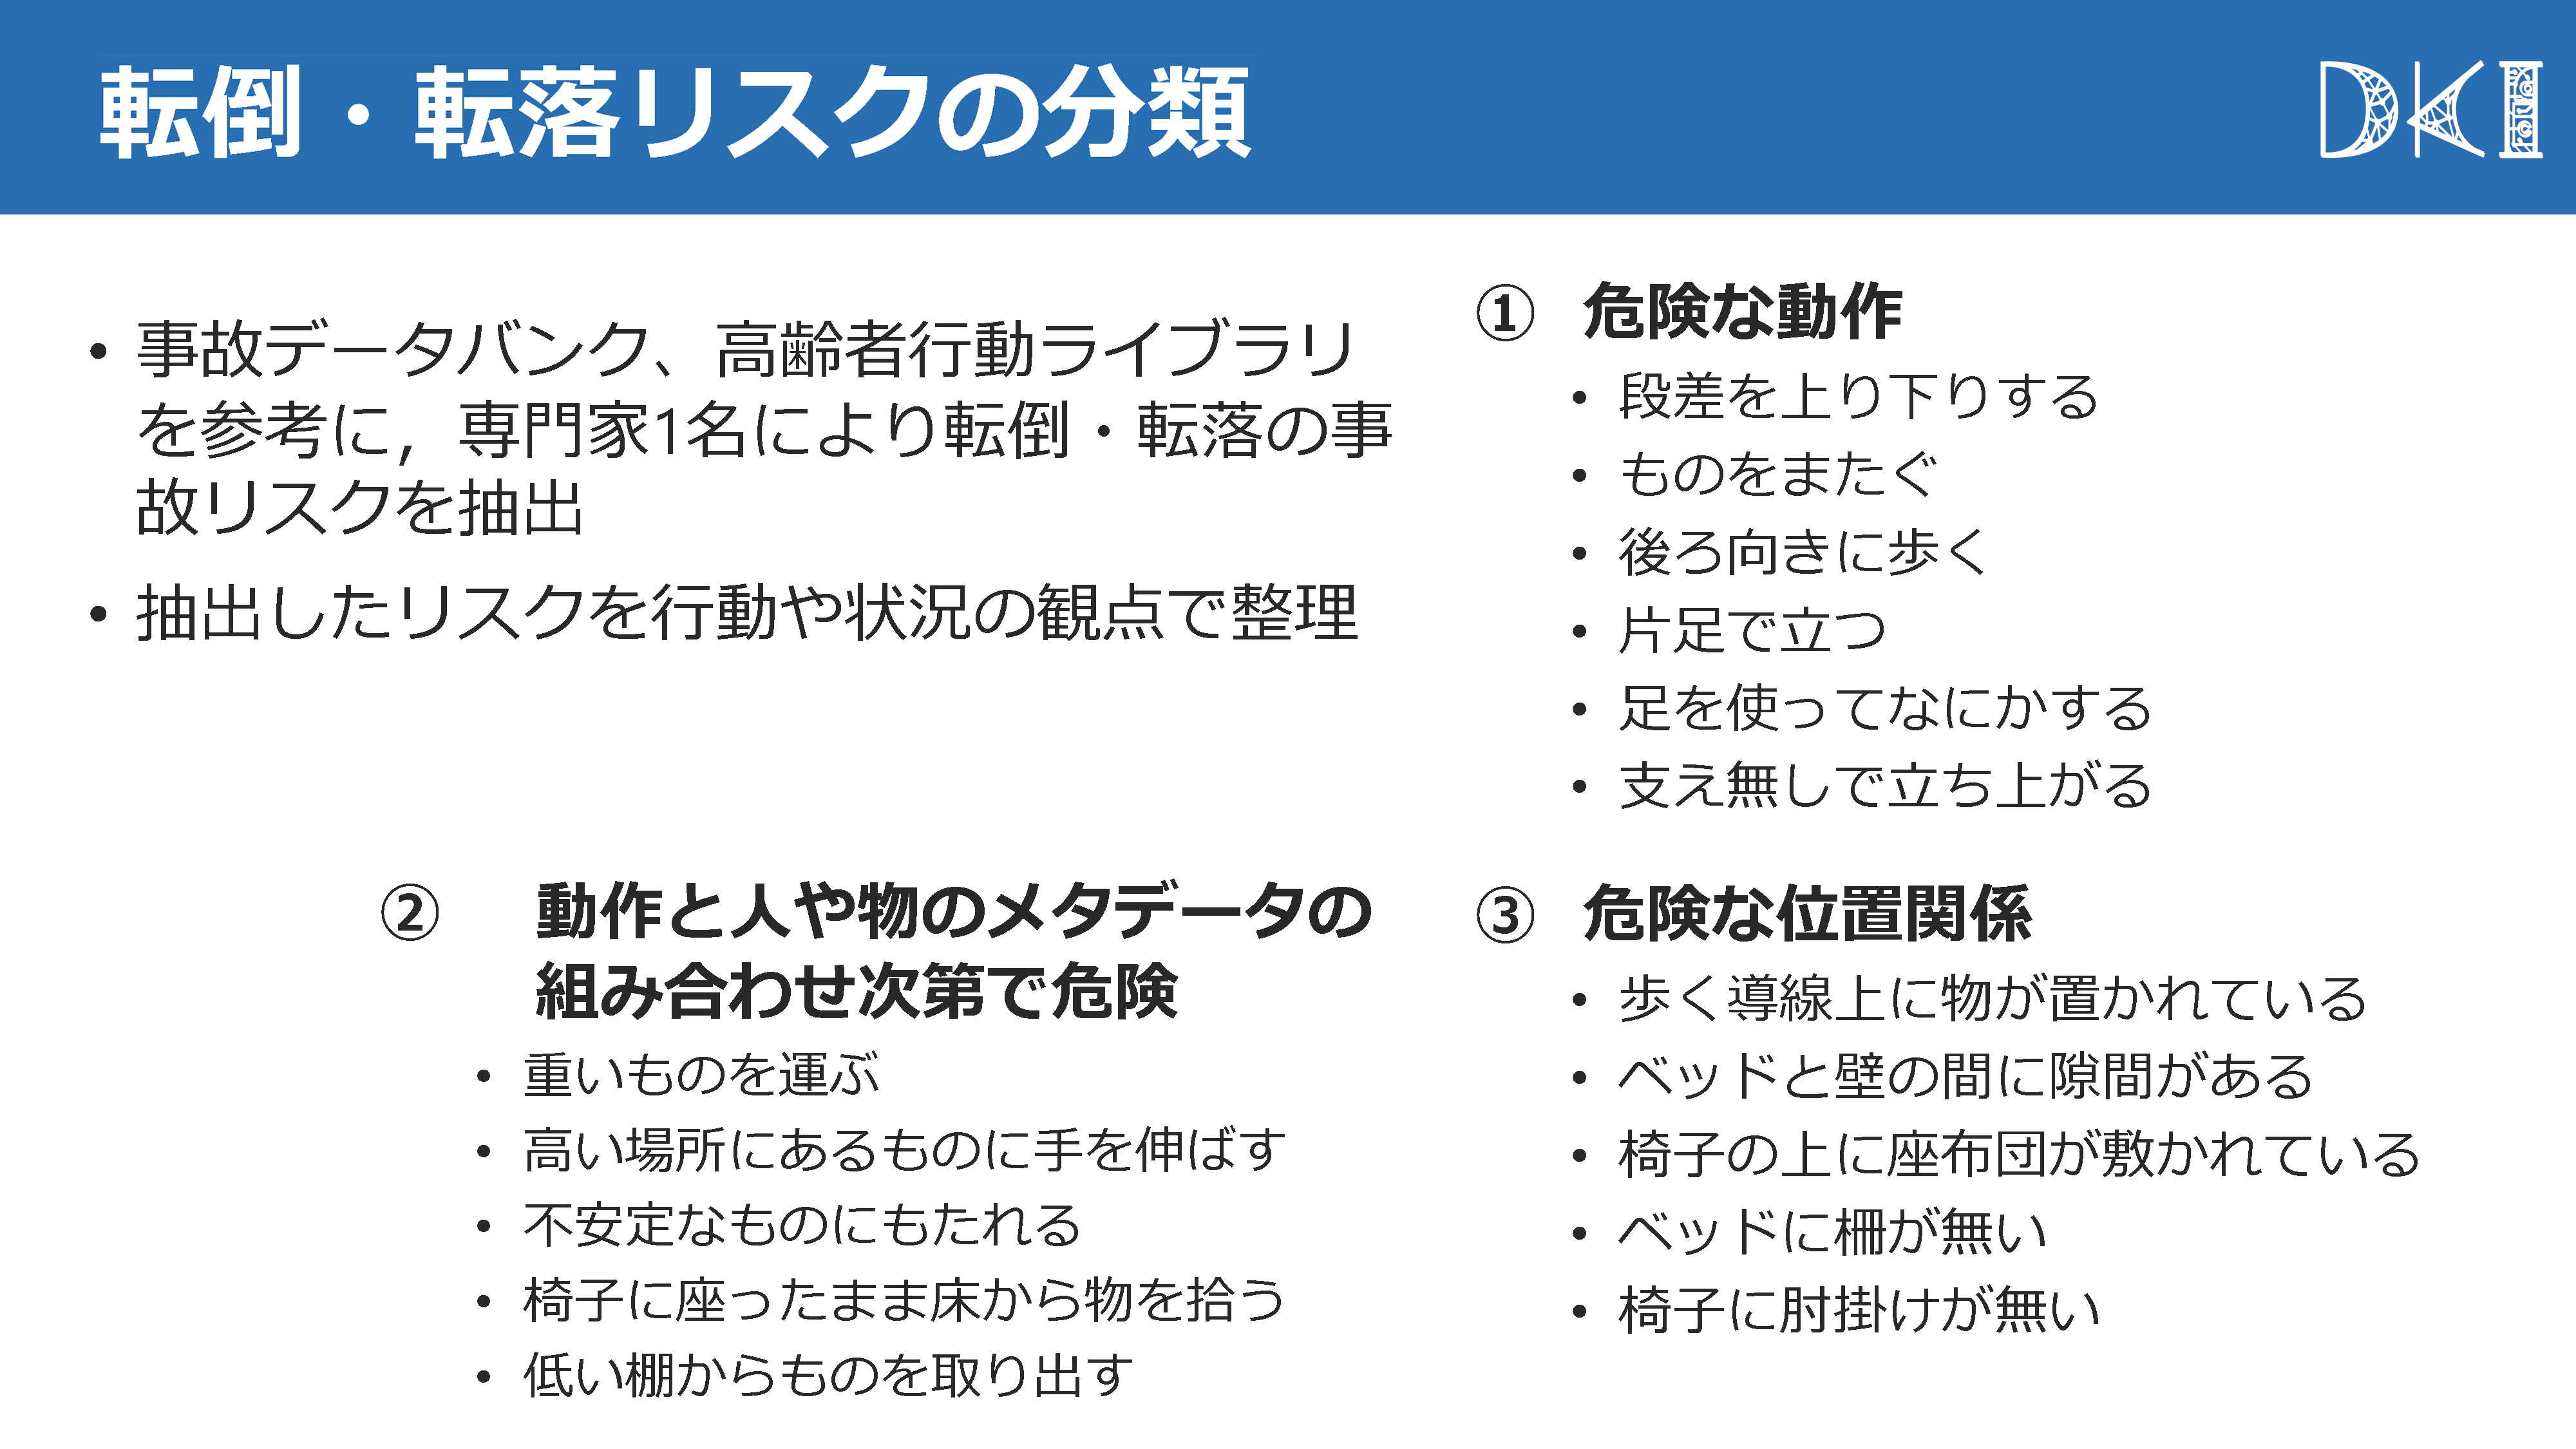 転倒・転落リスクの分類
DKI
• 事故データバンク、高齢者行動ライブラリ
を参考に，専門家1名により転倒・転落の事
故リスクを抽出
• 抽出したリスクを行動や状況の観点で整理
① 危険な動作
• 段差を上り下りする
• ものをまたぐ
• 後ろ向きに歩く
• 片足で立つ
• 足を使ってなにかする
• 支え無しで立ち上がる
② 動作と人や物のメタデータの
組み合わせ次第で危険
• 重いものを運ぶ
• 高い場所にあるものに手を伸ばす
• 不安定なものにもたれる
• 椅子に座ったまま床から物を拾う
• 低い棚からものを取り出す
③ 危険な位置関係
• 歩く導線上に物が置かれている
• ベッドと壁の間に隙間がある
• 椅子の上に座布団が敷かれている
• ベッドに柵が無い
• 椅子に肘掛けが無い